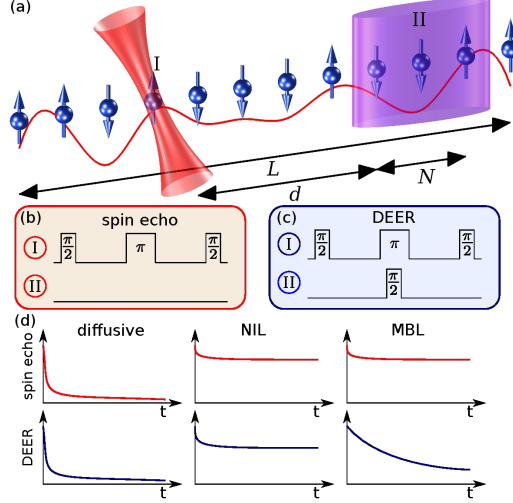 (a)
I
II
L
d
N
(b) spin echo
I π/2 π π/2
II
(c) DEER
I π/2 π π/2
II π/2
(d) diffusive NIL MBL
spin echo
t t t
DEER
t t t